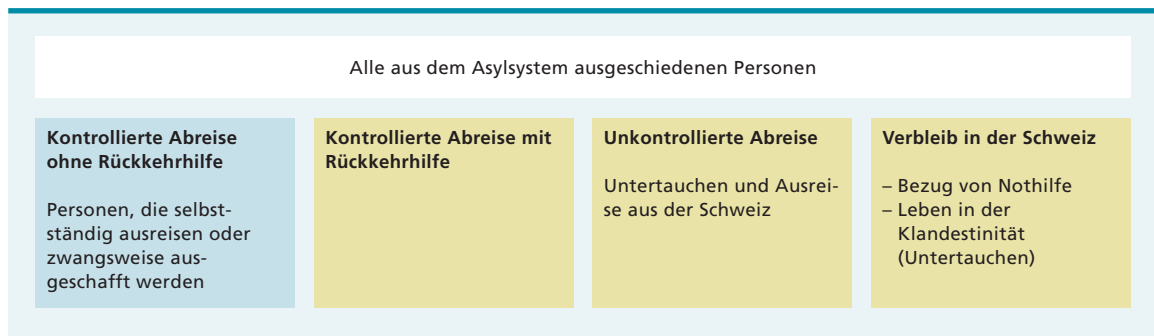 Alle aus dem Asylsystem ausgeschiedenen Personen
Kontrollierte Abreise
ohne Rückkehrhilfe
Personen, die selbst-
ständig ausreisen oder
zwangsweise aus-
geschafft werden
Kontrollierte Abreise mit
Rückkehrhilfe
Unkontrollierte Abreise
Untertauchen und Ausrei-
se aus der Schweiz
Verbleib in der Schweiz
– Bezug von Nothilfe
– Leben in der
Klandestinität
(Untertauchen)